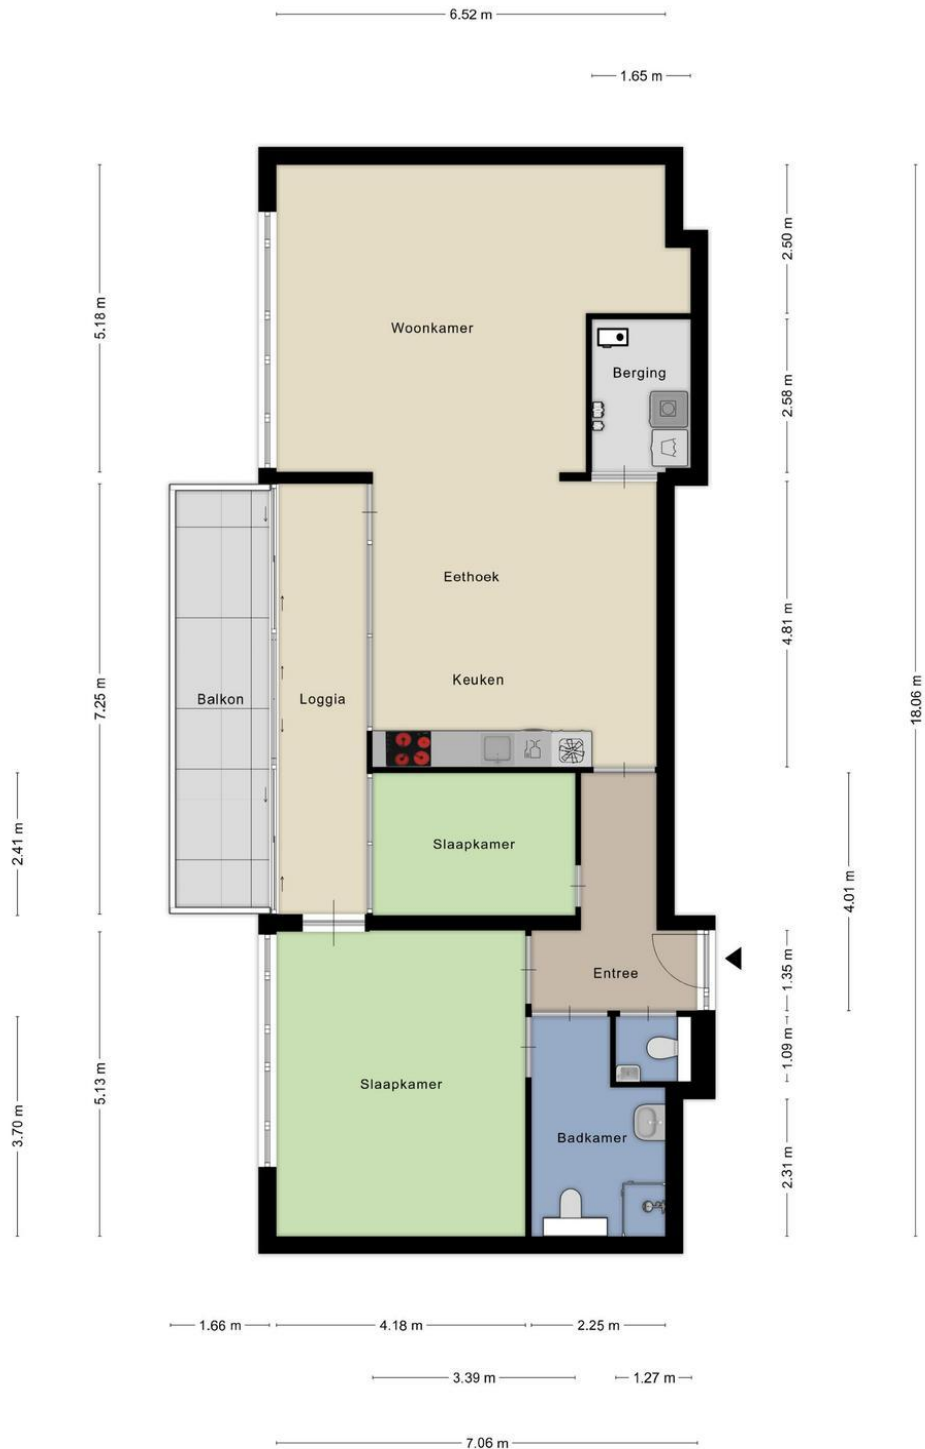 6.52 m
1.65 m
2.50 m
5.18 m
Woonkamer
Berging
2.58 m
Eethoek
4.81 m
Keuken
7.25 m
Balkon
Loggia
18.06 m
2.41 m
Slaapkamer
4.01 m
Entree
1.35 m
1.09 m
5.13 m
Slaapkamer
3.70 m
Badkamer
2.31 m
1.66 m
4.18 m
2.25 m
3.39 m
1.27 m
7.06 m